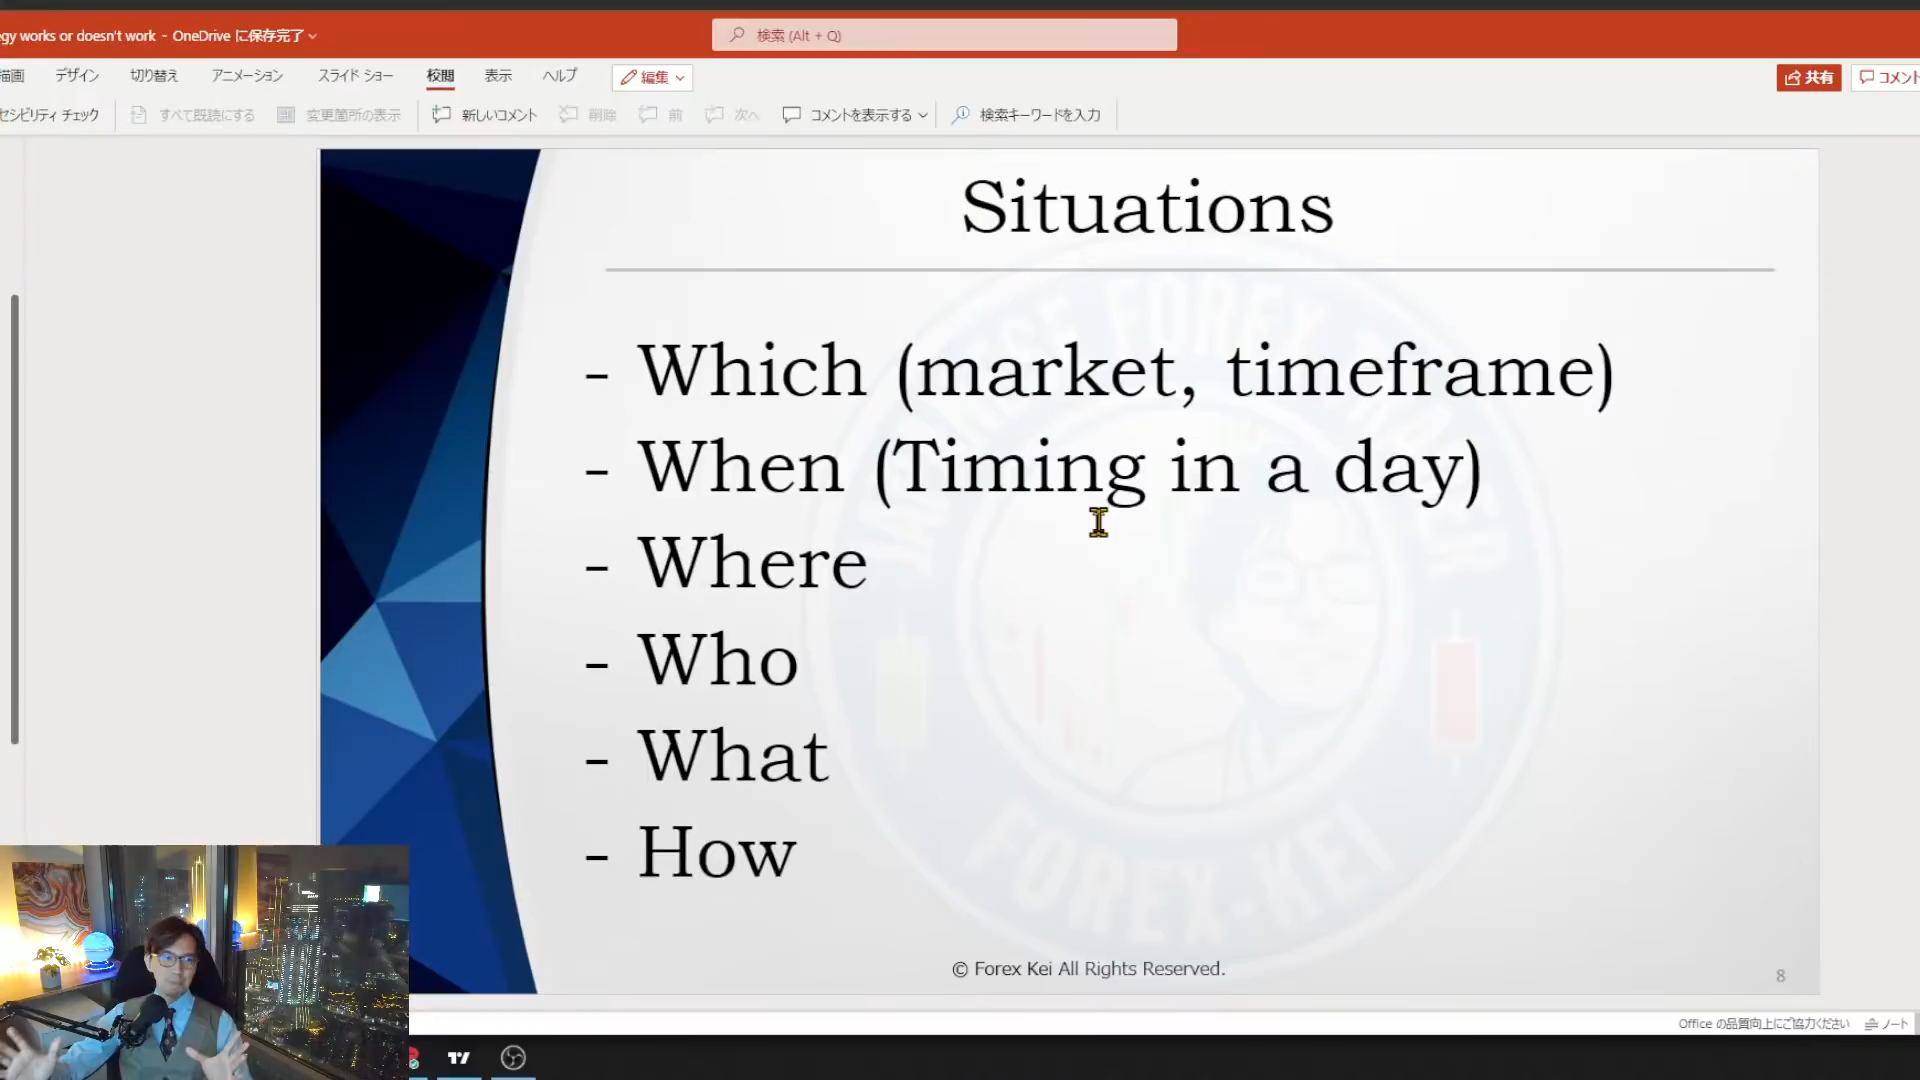 gy works or doesn't work - OneDrive に保存完了
検索 (Alt + Q)
描画 デザイン 切り替え アニメーション スライド ショー 校閲 表示 ヘルプ 編集 共有 コメント
セシビリティ チェック すべて既読にする 変更箇所の表示 新しいコメント 削除 前 次へ コメントを表示する 検索キーワードを入力
Situations
- Which (market, timeframe)
- When (Timing in a day)
- Where
- Who
- What
- How
FOREX
FOREX-KEI
© Forex Kei All Rights Reserved.
8
Office の品質向上にご協力ください ノート